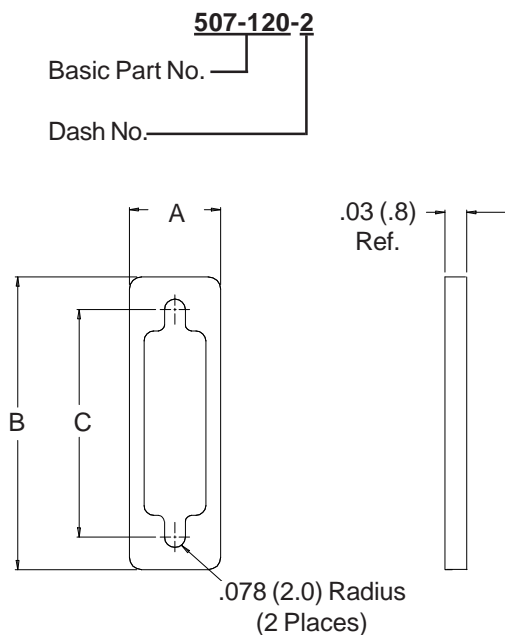 507-120-2
Basic Part No.
Dash No.
A
.03 (.8)
Ref.
B
C
.078 (2.0) Radius
(2 Places)